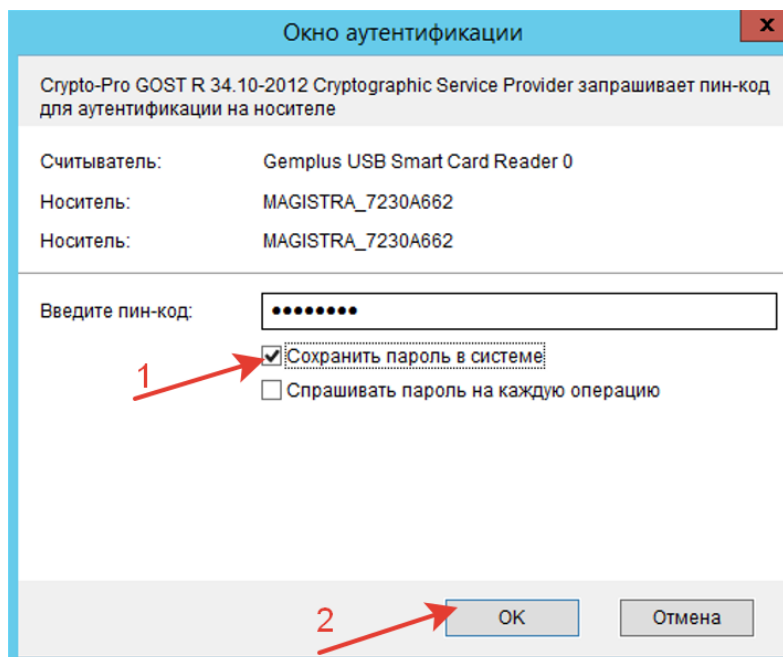 Окно аутентификации
x
Crypto-Pro GOST R 34.10-2012 Cryptographic Service Provider запрашивает пин-код
для аутентификации на носителе
Считыватель: Gemplus USB Smart Card Reader 0
Носитель: MAGISTRA_7230A662
Носитель: MAGISTRA_7230A662
Введите пин-код: ••••••••
1
Сохранить пароль в системе
Спрашивать пароль на каждую операцию
2
OK Отмена